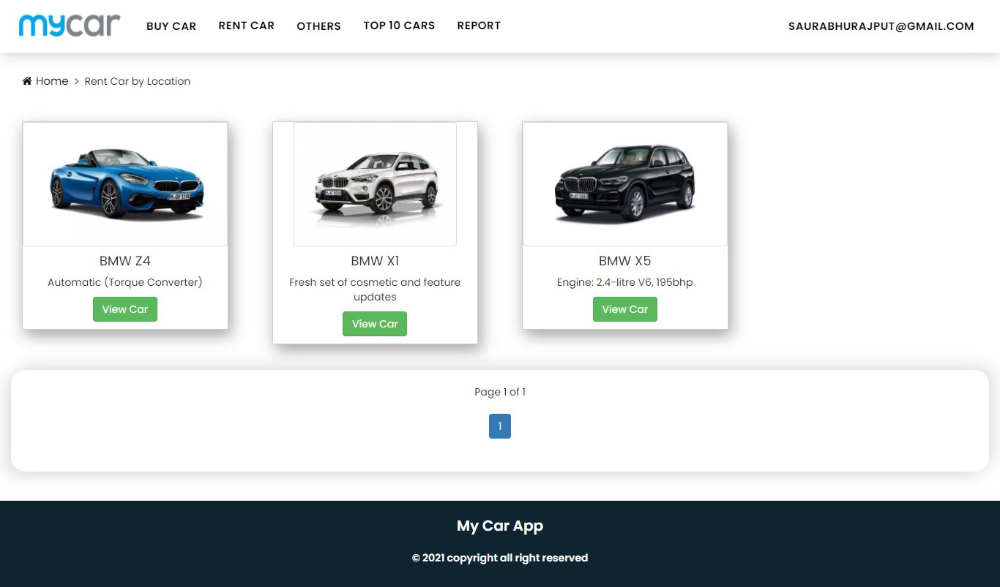 mycar BUY CAR RENT CAR OTHERS TOP 10 CARS REPORT SAURABHURAJPUT@GMAIL.COM
Home > Rent Car by Location
BMW Z4
Automatic (Torque Converter)
View Car
BMW X1
Fresh set of cosmetic and feature
updates
View Car
BMW X5
Engine: 2.4-litre V6, 195bhp
View Car
Page 1 of 1
1
My Car App
© 2021 copyright all right reserved